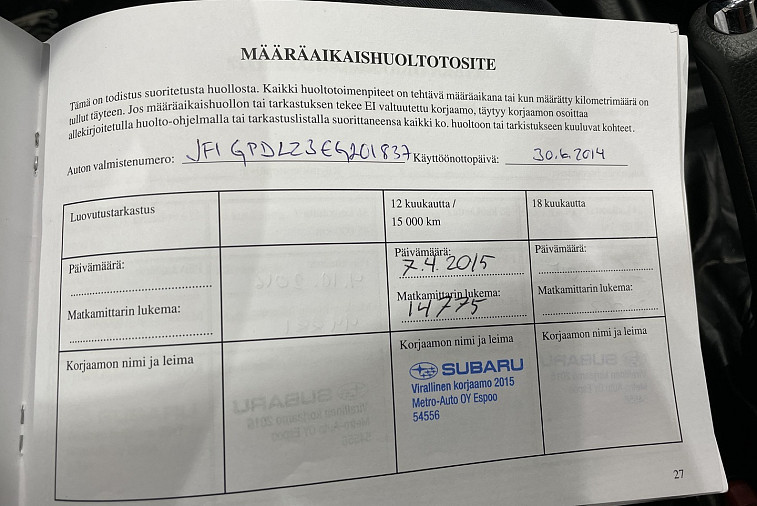 MÄÄRÄAIKAISHUOLTOTOSITE
Tämä on todistus suoritetusta huollosta. Kaikki huoltotoimenpiteet on tehtävä määräaikana tai kun määrätty kilometrimäärä on
tullut täyteen. Jos määräaikaishuollon tai tarkastuksen tekee EI valtuutettu korjaamo, täytyy korjaamon osoittaa
allekirjoitetulla huolto-ohjelmalla tai tarkastuslistalla suorittaneensa kaikki ko. huoltoon tai tarkistukseen kuuluvat kohteet.
Auton valmistenumero: JF1GPDLZ3EG201837 Käyttöönottopäivä: 30.6.2014
Luovutustarkastus
12 kuukautta /
15 000 km
18 kuukautta
Päivämäärä:
Päivämäärä:
7.4.2015
Päivämäärä:
Matkamittarin lukema:
Matkamittarin lukema:
14775
Matkamittarin lukema:
Korjaamon nimi ja leima
Korjaamon nimi ja leima
SUBARU
Virallinen korjaamo 2015
Metro-Auto OY Espoo
54556
Korjaamon nimi ja leima
27